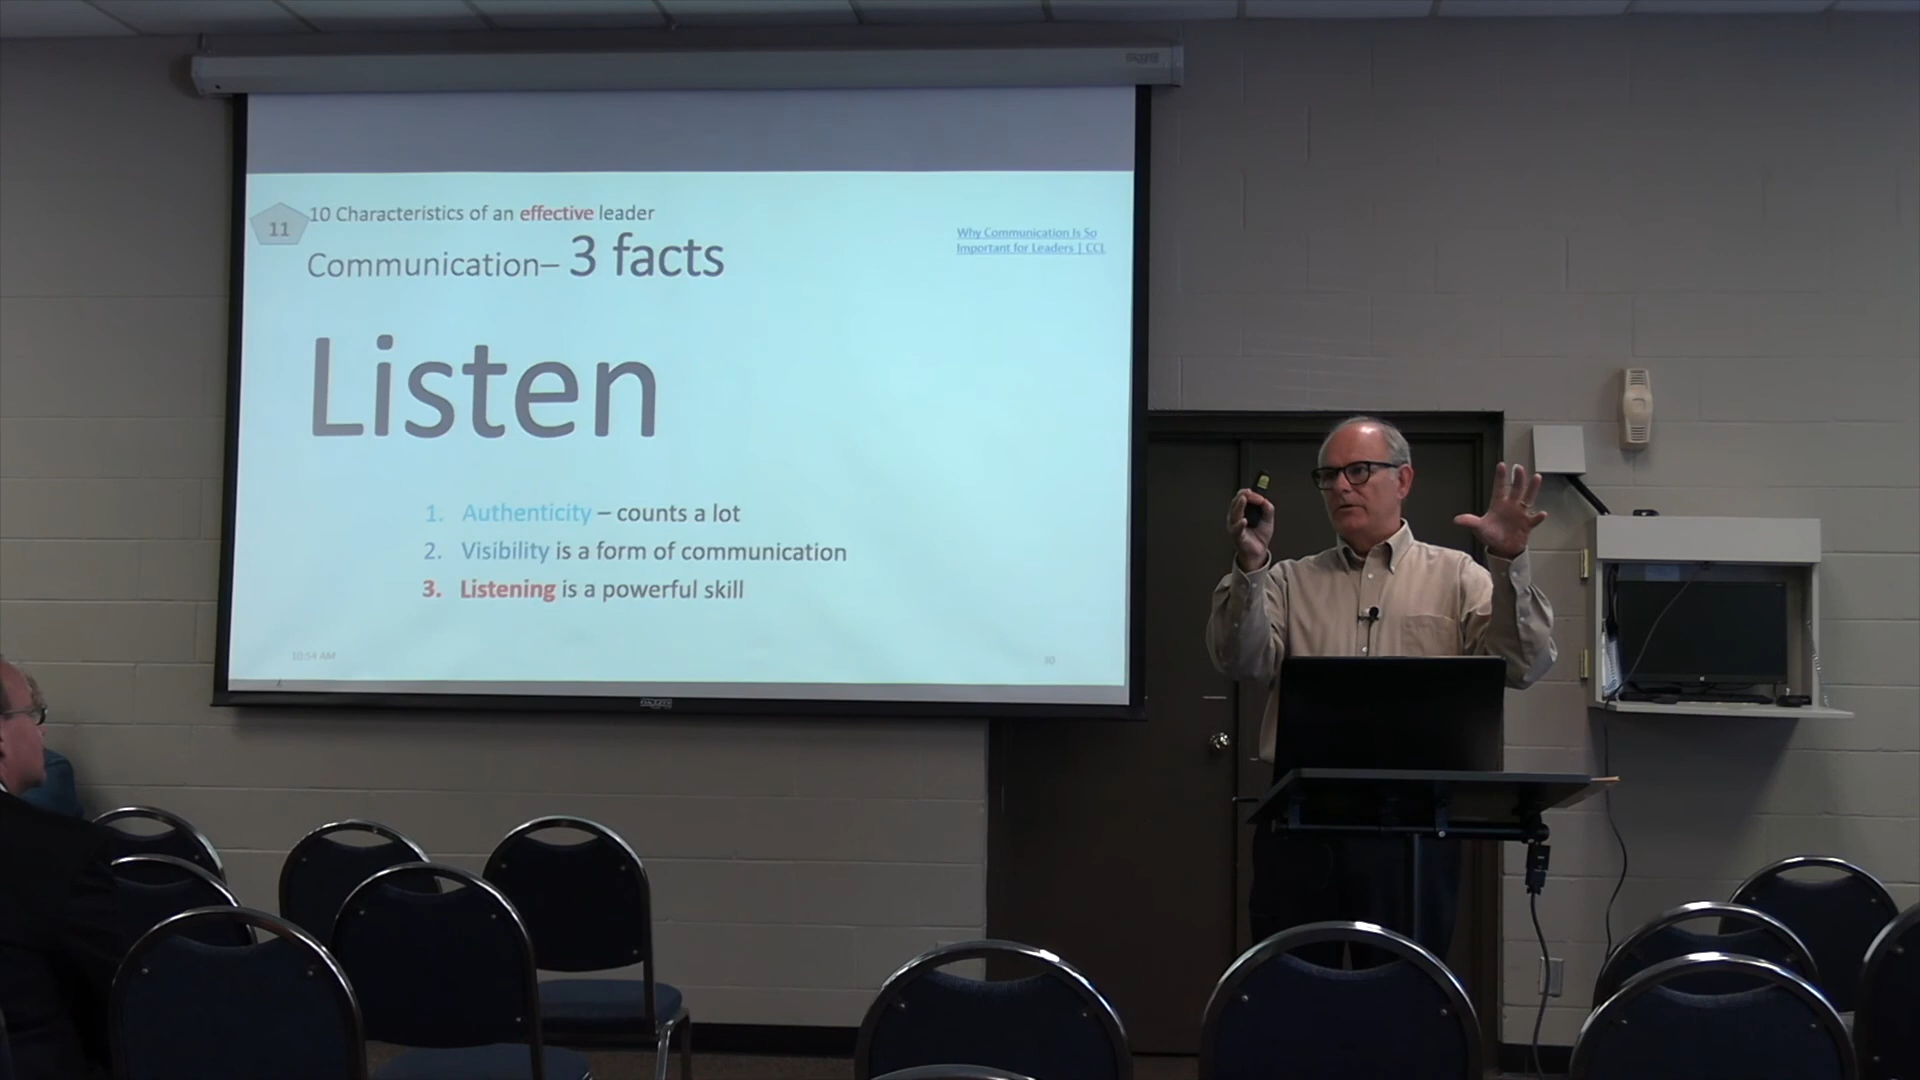 11
10 Characteristics of an effective leader
Communication– 3 facts
Why Communication Is So
Important for Leaders | CCL
Listen
1. Authenticity – counts a lot
2. Visibility is a form of communication
3. Listening is a powerful skill
10:54 AM
30